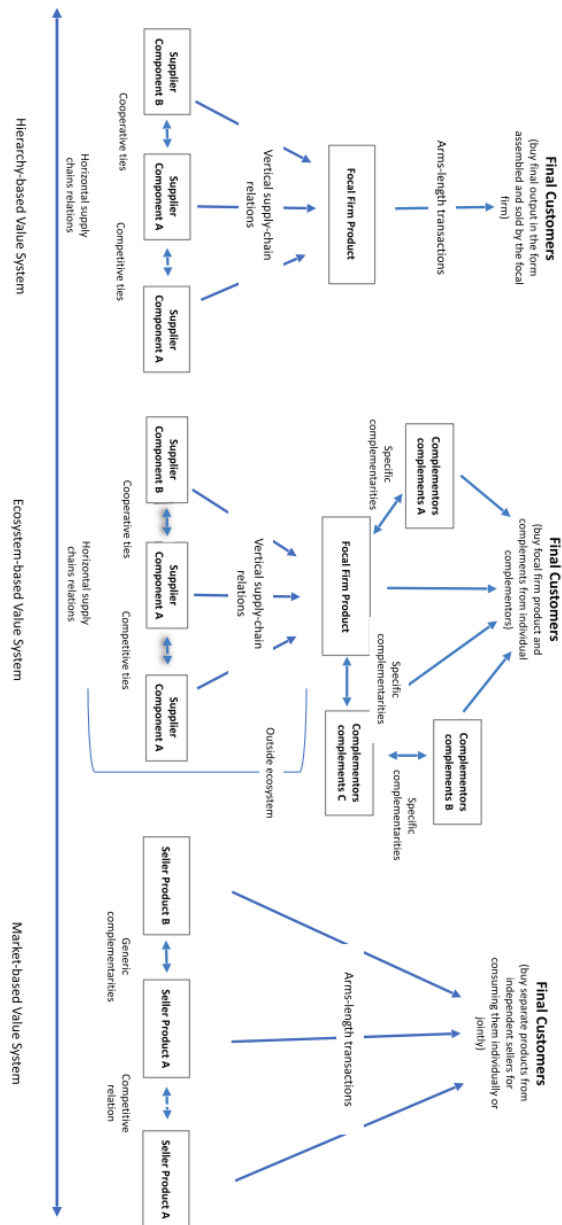 Final Customers
(buy final output in the form
assembled and sold by the focal
firm)
Arms-length transactions
Focal Firm Product
Vertical supply-chain
relations
Supplier
Component B
Supplier
Component A
Supplier
Component A
Cooperative ties
Competitive ties
Horizontal supply
chains relations
Hierarchy-based Value System
Final Customers
(buy focal firm product and
complements from individual
complementors)
Complementors
complements A
Complementors
complements B
Specific
complementarities
Specific
complementarities
Specific
complementarities
Focal Firm Product
Complementors
complements C
Vertical supply-chain
relations
Outside ecosystem
Supplier
Component B
Supplier
Component A
Supplier
Component A
Cooperative ties
Competitive ties
Horizontal supply
chains relations
Ecosystem-based Value System
Final Customers
(buy separate products from
independent sellers for
consuming them individually or
jointly)
Arms-length transactions
Seller Product B
Seller Product A
Seller Product A
Generic
complementarities
Competitive
relation
Market-based Value System